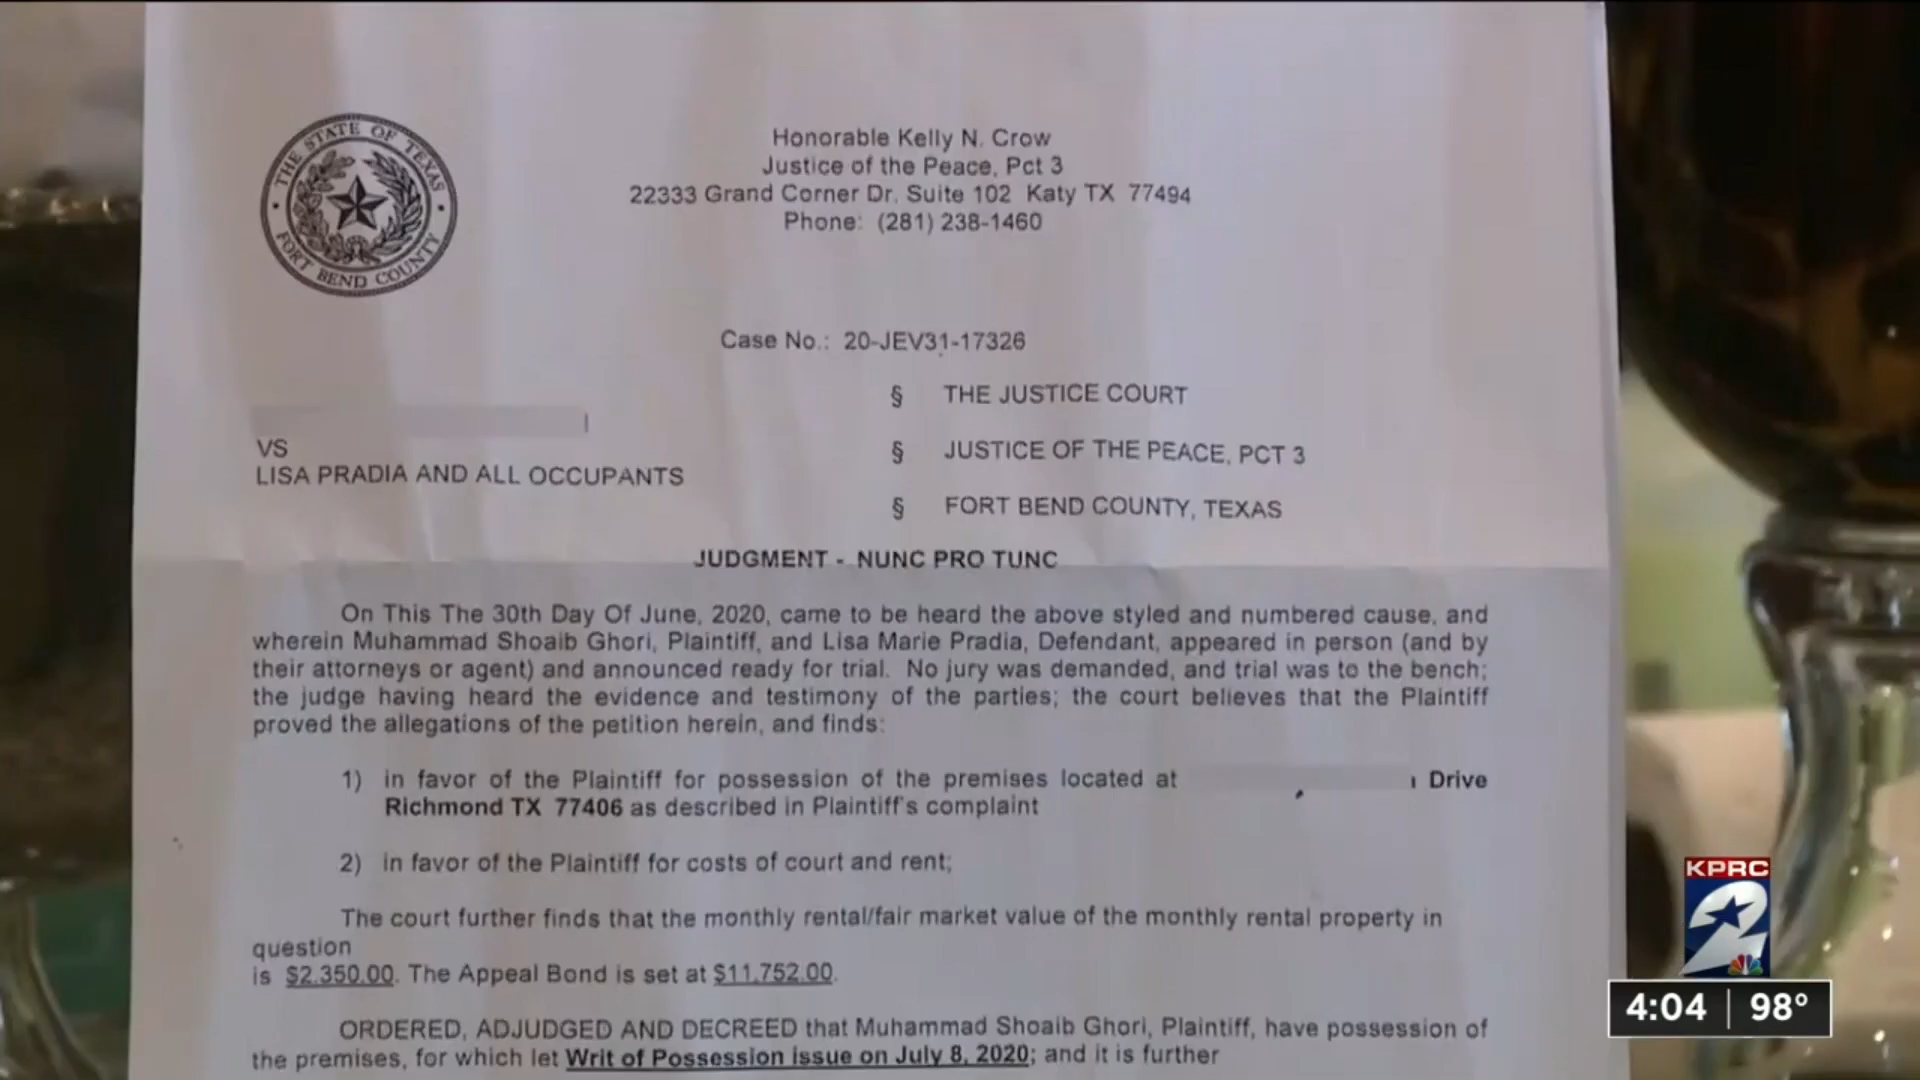 THE STATE OF TEXAS
FORT BEND COUNTY
Honorable Kelly N. Crow
Justice of the Peace, Pct 3
22333 Grand Corner Dr, Suite 102 Katy TX 77494
Phone: (281) 238-1460
Case No.: 20-JEV31-17326
§ THE JUSTICE COURT
VS
§ JUSTICE OF THE PEACE, PCT 3
LISA PRADIA AND ALL OCCUPANTS
§ FORT BEND COUNTY, TEXAS
JUDGMENT - NUNC PRO TUNC
On This The 30th Day Of June, 2020, came to be heard the above styled and numbered cause, and
wherein Muhammad Shoaib Ghori, Plaintiff, and Lisa Marie Pradia, Defendant, appeared in person (and by
their attorneys or agent) and announced ready for trial. No jury was demanded, and trial was to the bench;
the judge having heard the evidence and testimony of the parties; the court believes that the Plaintiff
proved the allegations of the petition herein, and finds:
1) in favor of the Plaintiff for possession of the premises located at Drive
Richmond TX 77406 as described in Plaintiff's complaint
2) in favor of the Plaintiff for costs of court and rent;
The court further finds that the monthly rental/fair market value of the monthly rental property in
question
is $2,350.00. The Appeal Bond is set at $11,752.00.
ORDERED, ADJUDGED AND DECREED that Muhammad Shoaib Ghori, Plaintiff, have possession of
the premises, for which let Writ of Possession issue on July 8, 2020; and it is further
KPRC
2
4:04 98°